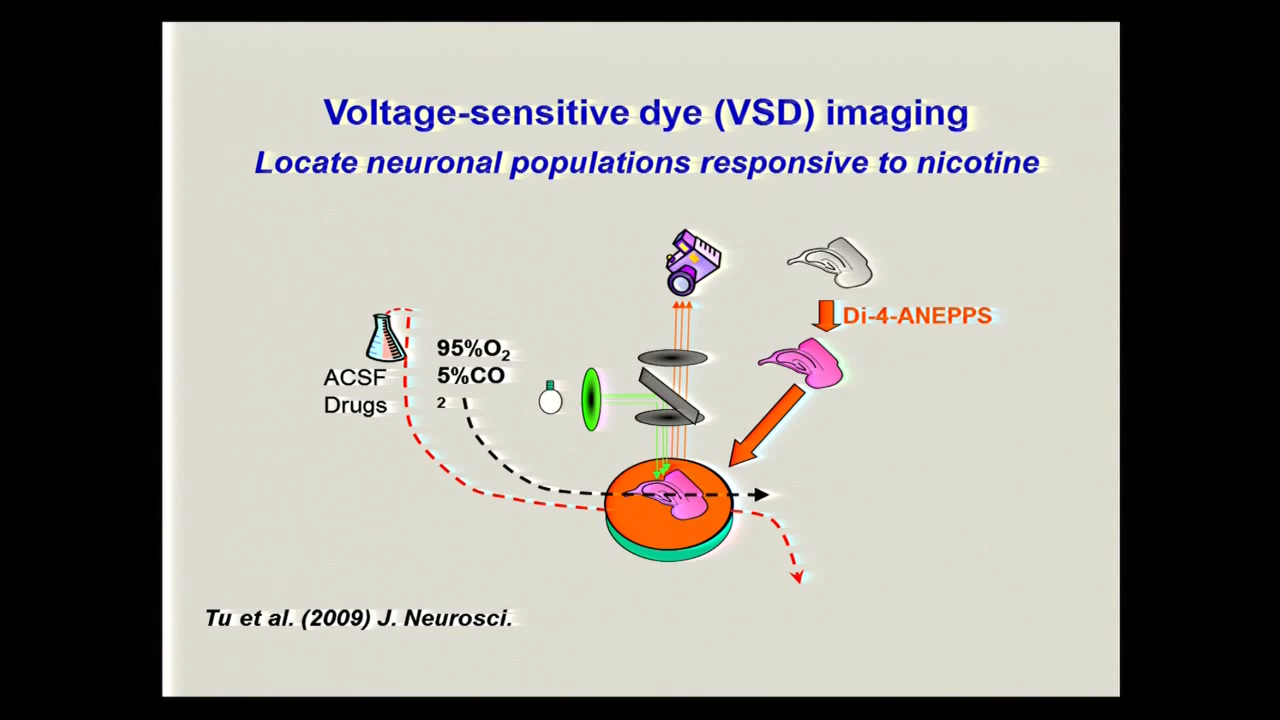 Voltage-sensitive dye (VSD) imaging
Locate neuronal populations responsive to nicotine
Di-4-ANEPPS
95%O2
5%CO
2
ACSF
Drugs
Tu et al. (2009) J. Neurosci.